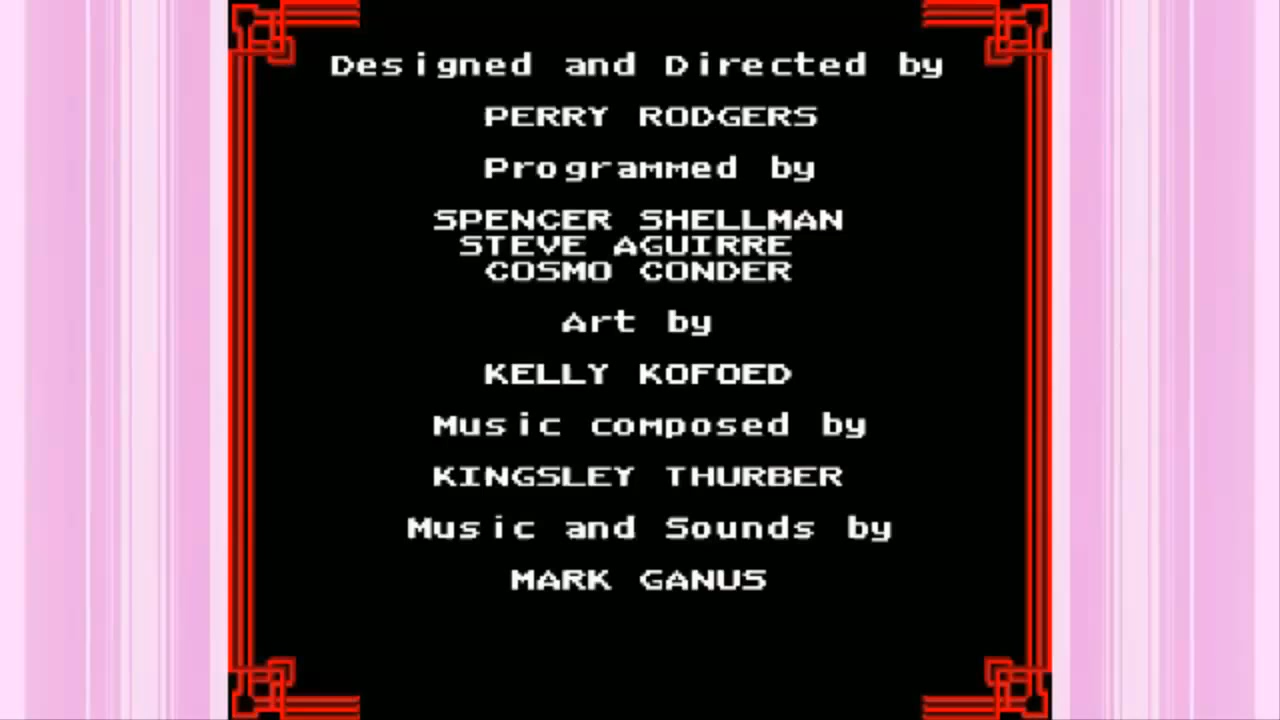 Designed and Directed by
PERRY RODGERS
Programmed by
SPENCER SHELLMAN
STEVE AGUIRRE
COSMO CONDER
Art by
KELLY KOFOED
Music composed by
KINGSLEY THURBER
Music and Sounds by
MARK GANUS